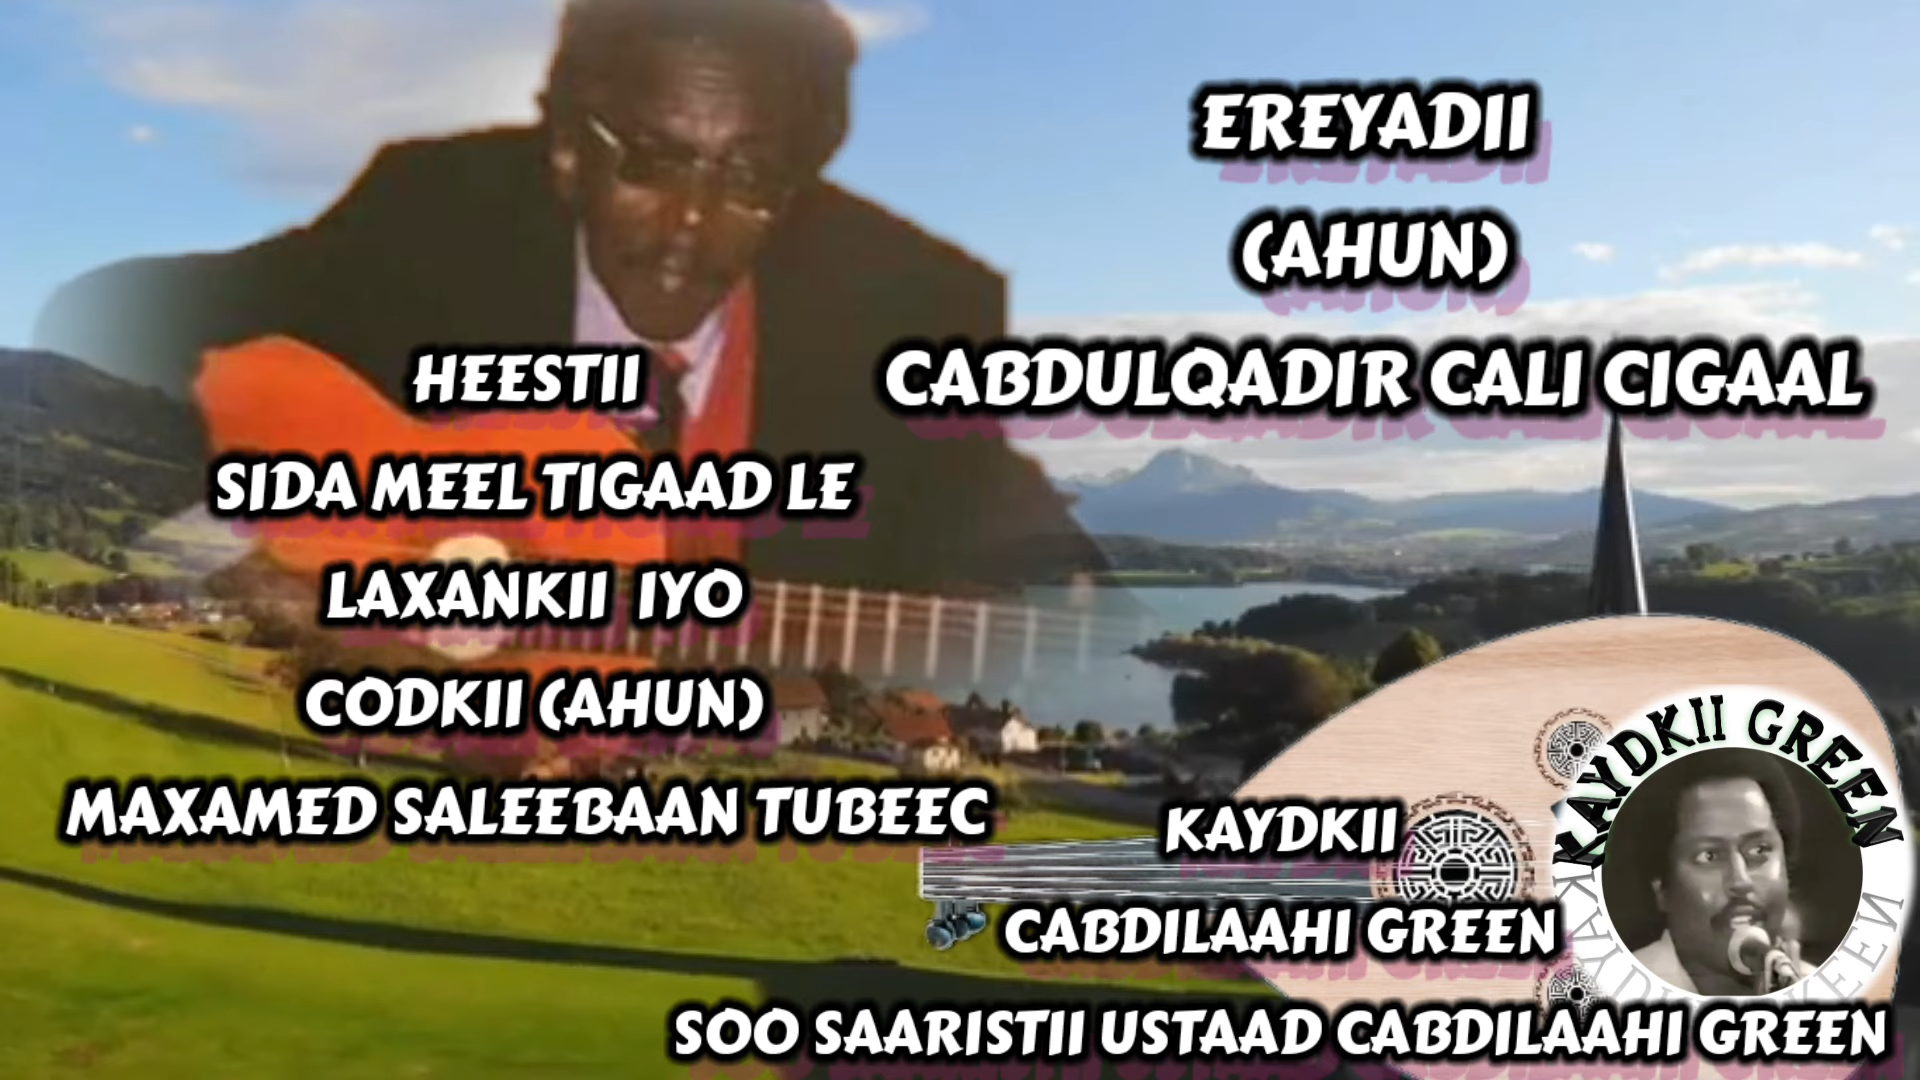 EREYADII
(AHUN)
CABDULQADIR CALI CIGAAL
HEESTII
SIDA MEEL TIGAAD LE
LAXANKII IYO
CODKII (AHUN)
MAXAMED SALEEBAAN TUBEEC
KAYDKII
CABDILAAHI GREEN
SOO SAARISTII USTAAD CABDILAAHI GREEN
KAYDKII GREEN